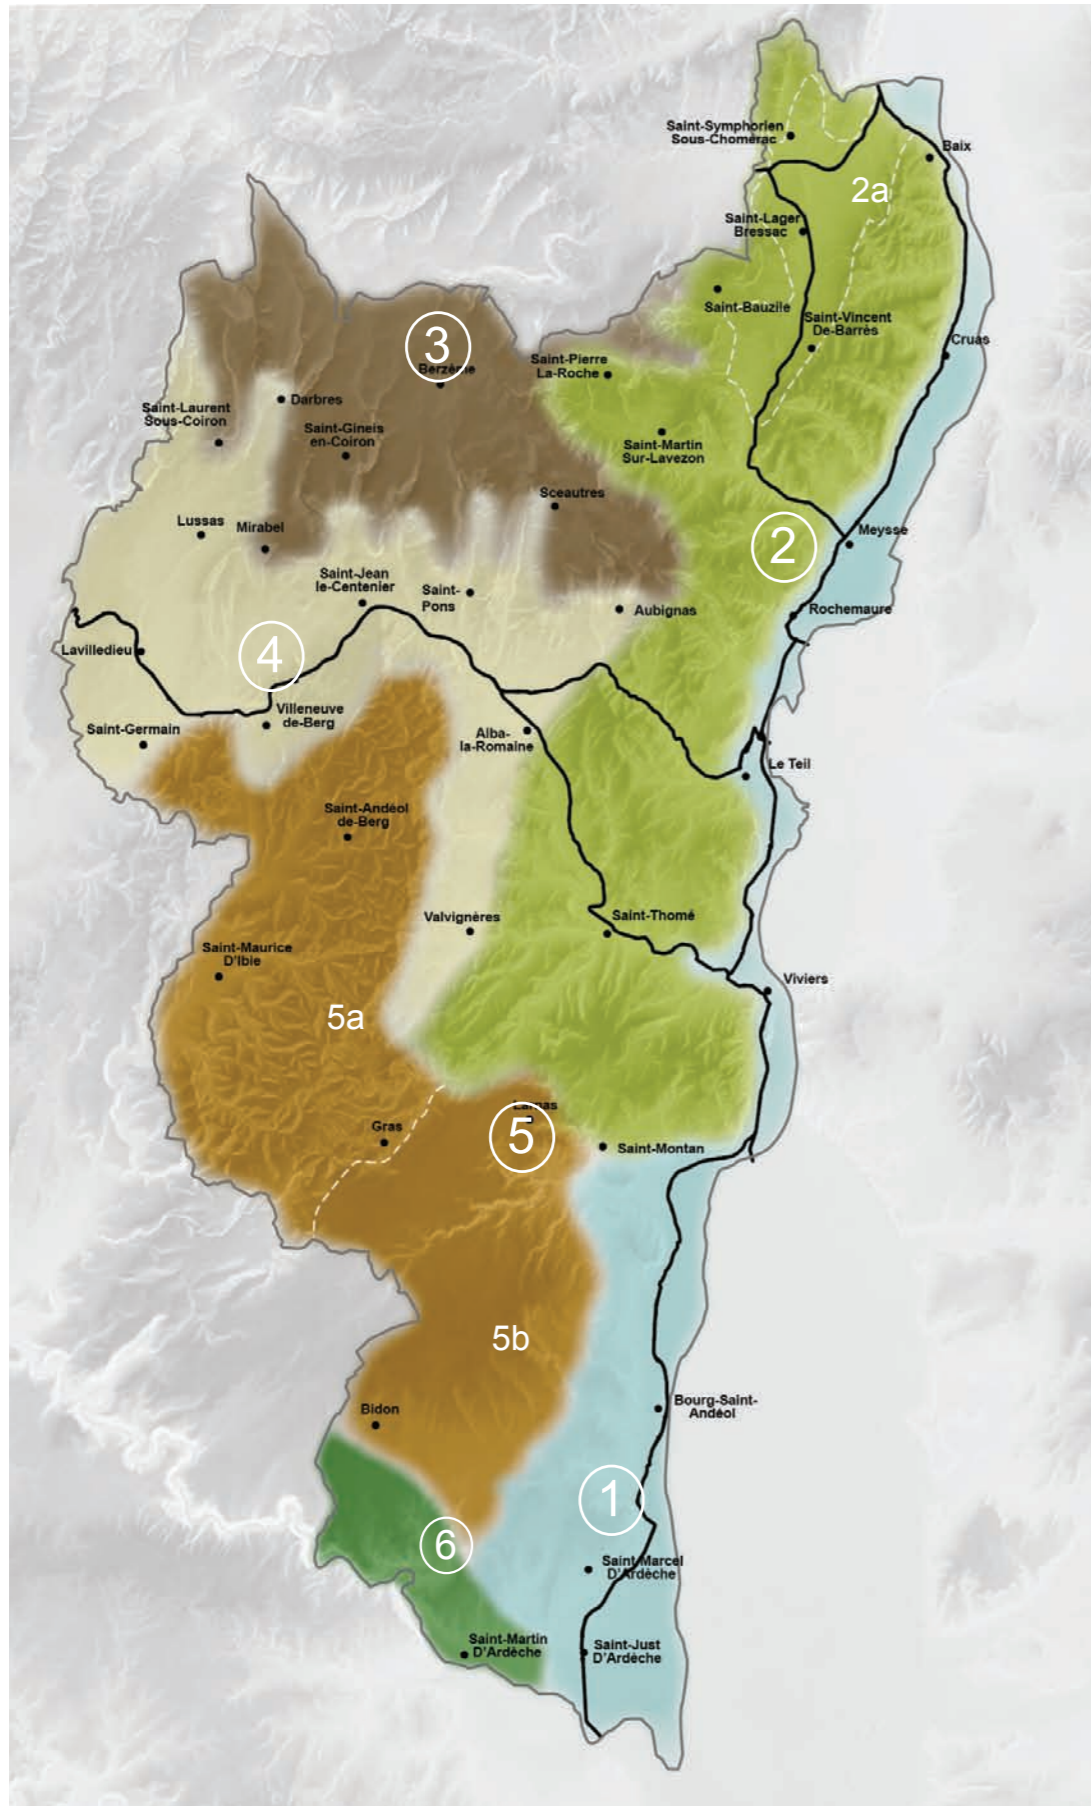 Saint-Symphorien
Sous-Chomérac
Baix
2a
Saint-Lager
Bressac
Saint-Bauzile
Saint-Vincent
De-Barrès
Cruas
3
Berzème
Saint-Pierre
La-Roche
Darbres
Saint-Laurent
Sous-Coiron
Saint-Gineis
en-Coiron
Saint-Martin
Sur-Lavezon
Sceautres
Lussas
Mirabel
2
Meysse
Saint-Jean
le-Centenier
Saint-
Pons
Aubignas
Rochemaure
Lavilledieu
4
Villeneuve
de-Berg
Saint-Germain
Alba-
la-Romaine
Le Teil
Saint-Andéol
de-Berg
Valvignères
Saint-Thomé
Saint-Maurice
D'Ibie
Viviers
5a
Larnas
5
Gras
Saint-Montan
5b
Bidon
Bourg-Saint-
Andéol
1
6
Saint-Marcel
D'Ardèche
Saint-Martin
D'Ardèche
Saint-Just
D'Ardèche